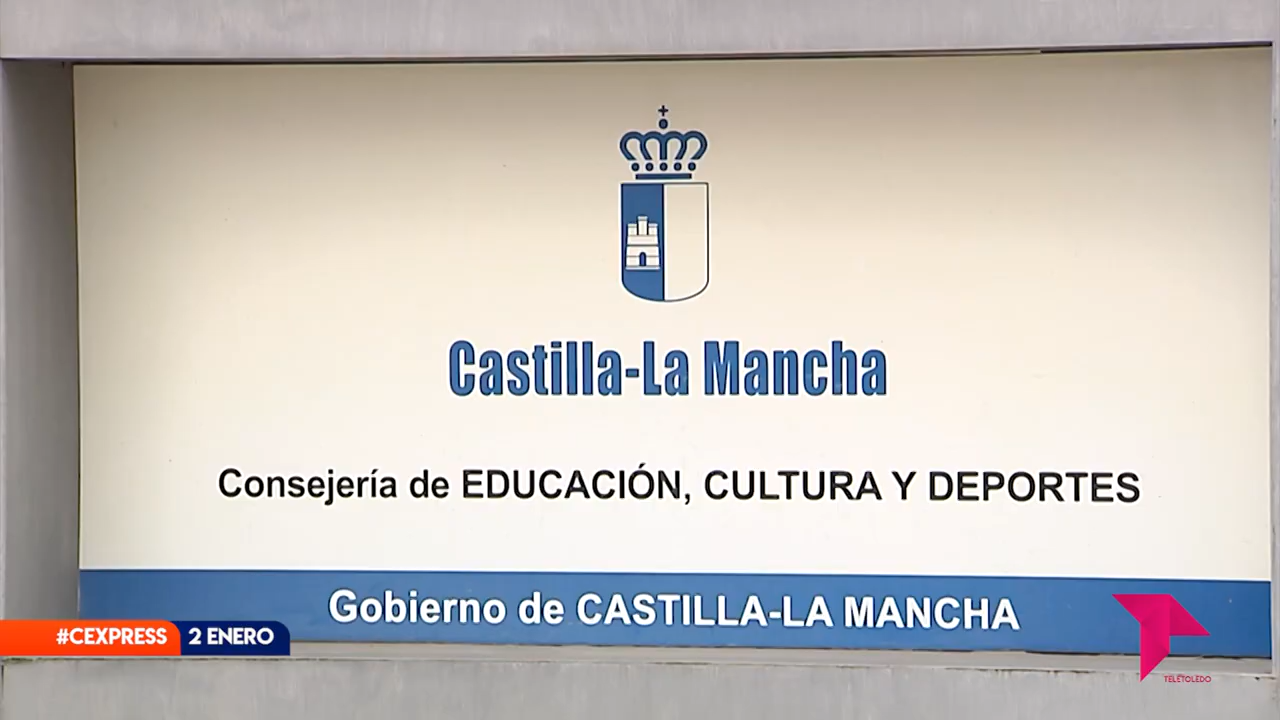 Castilla-La Mancha
Consejería de EDUCACIÓN, CULTURA Y DEPORTES
Gobierno de CASTILLA-LA MANCHA
#CEXPRESS 2 ENERO
TELETOLEDO